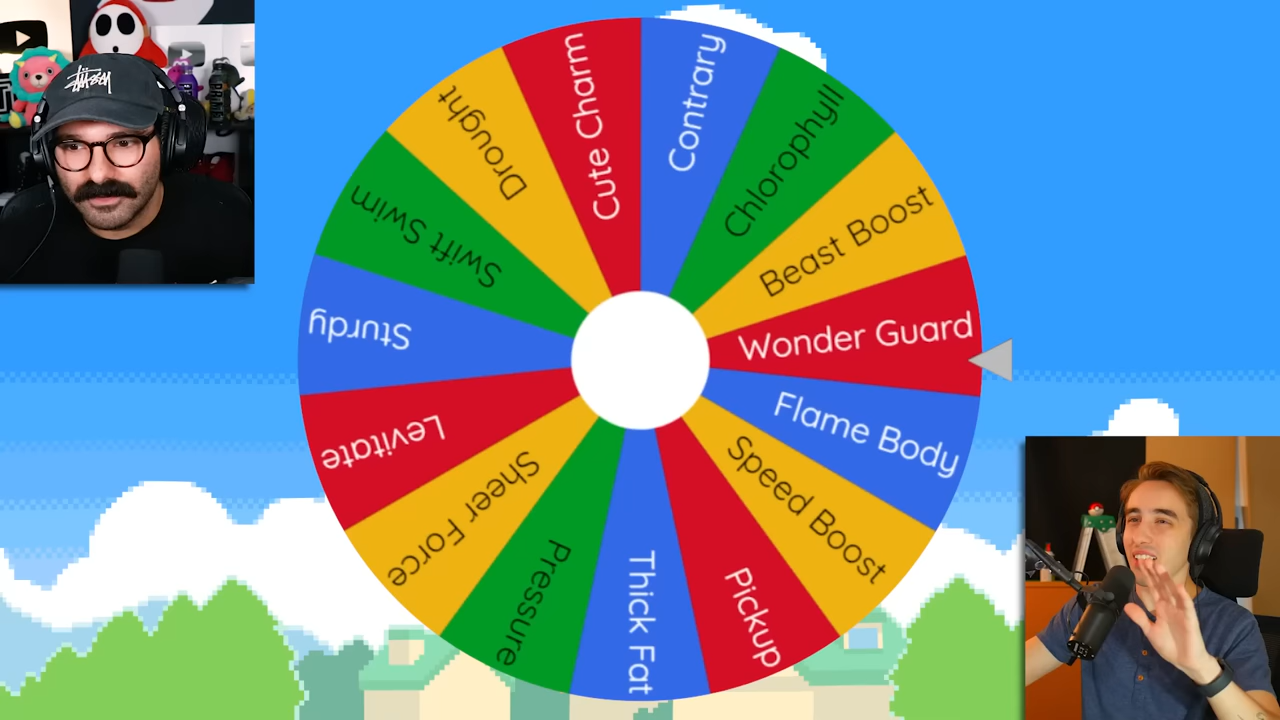 STÜSSY
Contrary
Chlorophyll
Beast Boost
Wonder Guard
Flame Body
Speed Boost
Pickup
Thick Fat
Pressure
Sheer Force
Levitate
Sturdy
Swift Swim
Drought
Cute Charm